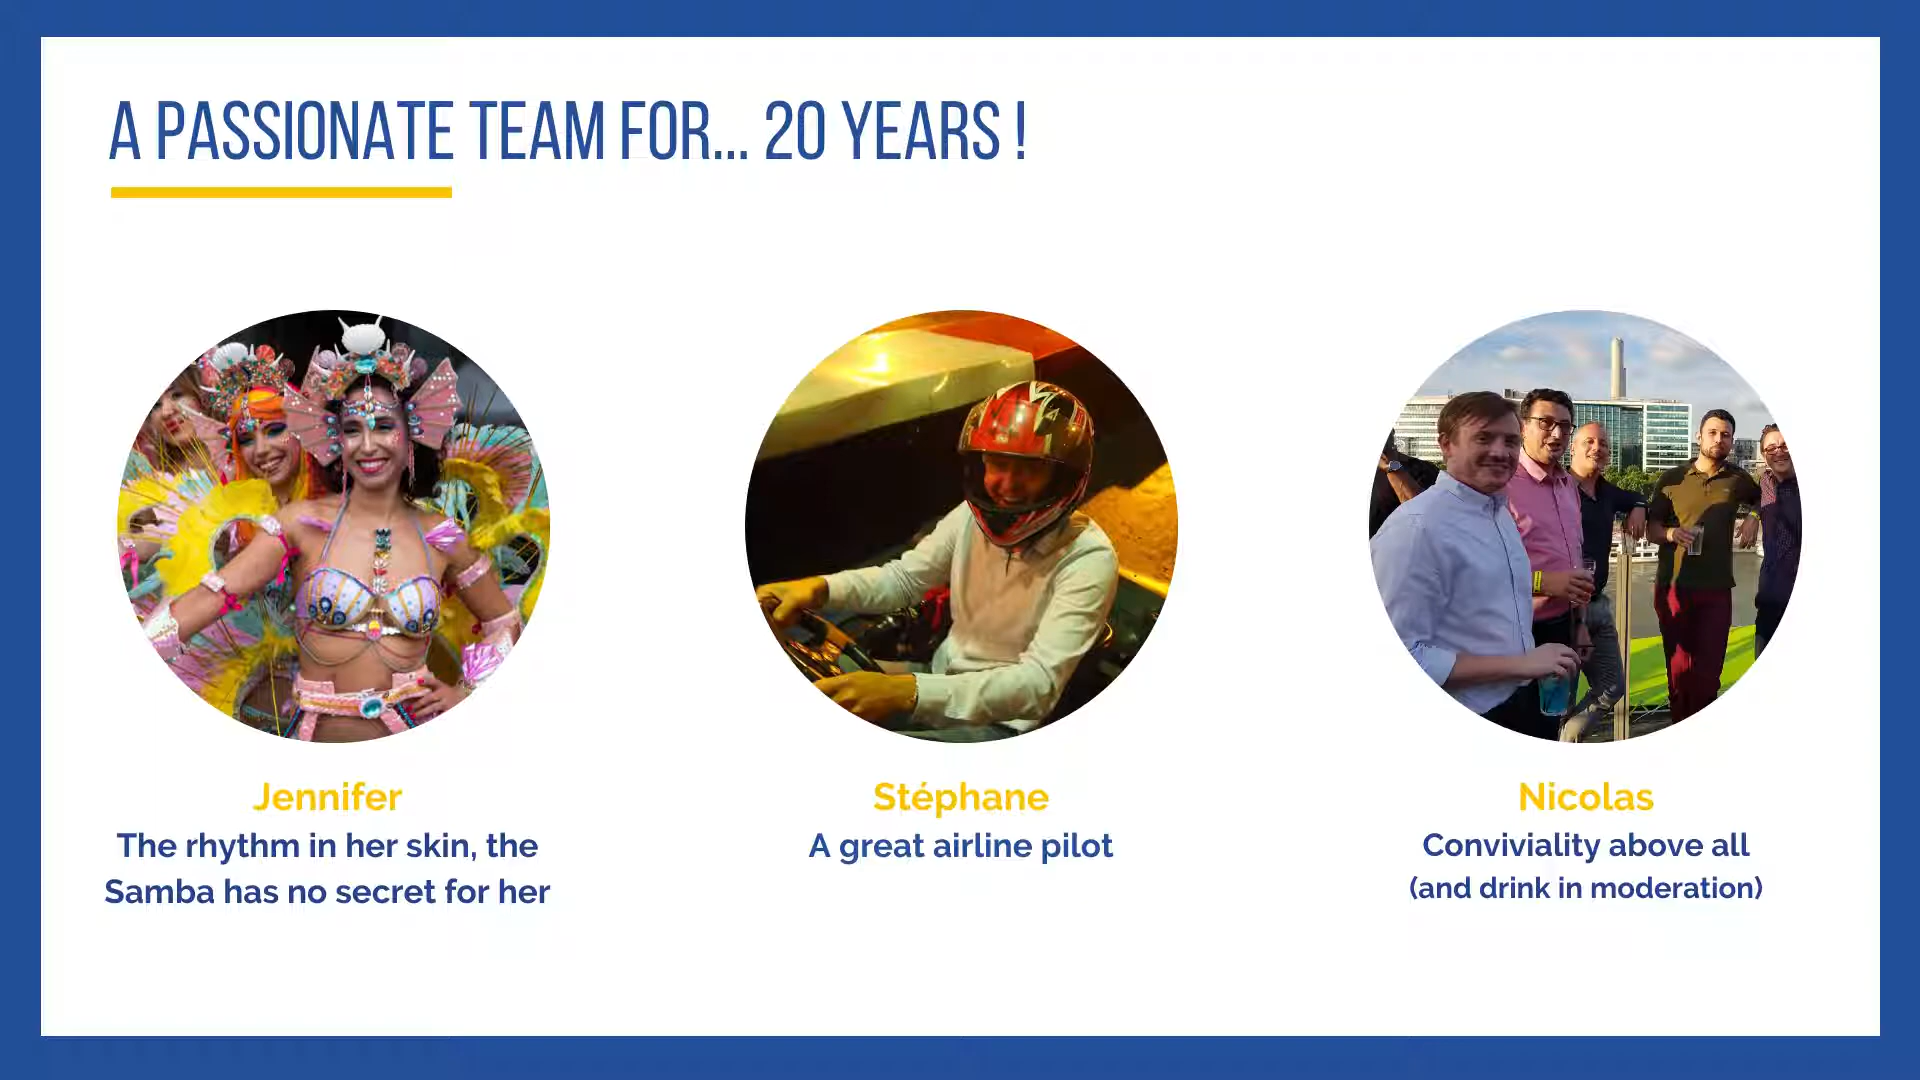 A PASSIONATE TEAM FOR... 20 YEARS !
Jennifer
The rhythm in her skin, the
Samba has no secret for her
Stéphane
A great airline pilot
Nicolas
Conviviality above all
(and drink in moderation)